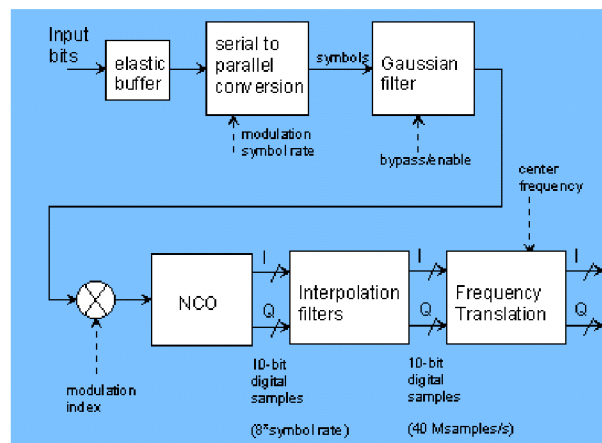 Input
bits
elastic
buffer
serial to
parallel
conversion
symbols
Gaussian
filter
modulation
symbol rate
bypass/enable
center
frequency
NCO
I
Q
Interpolation
filters
I
Q
Frequency
Translation
I
Q
modulation
index
10-bit
digital
samples
(8*symbol rate)
10-bit
digital
samples
(40 Msamples/s)